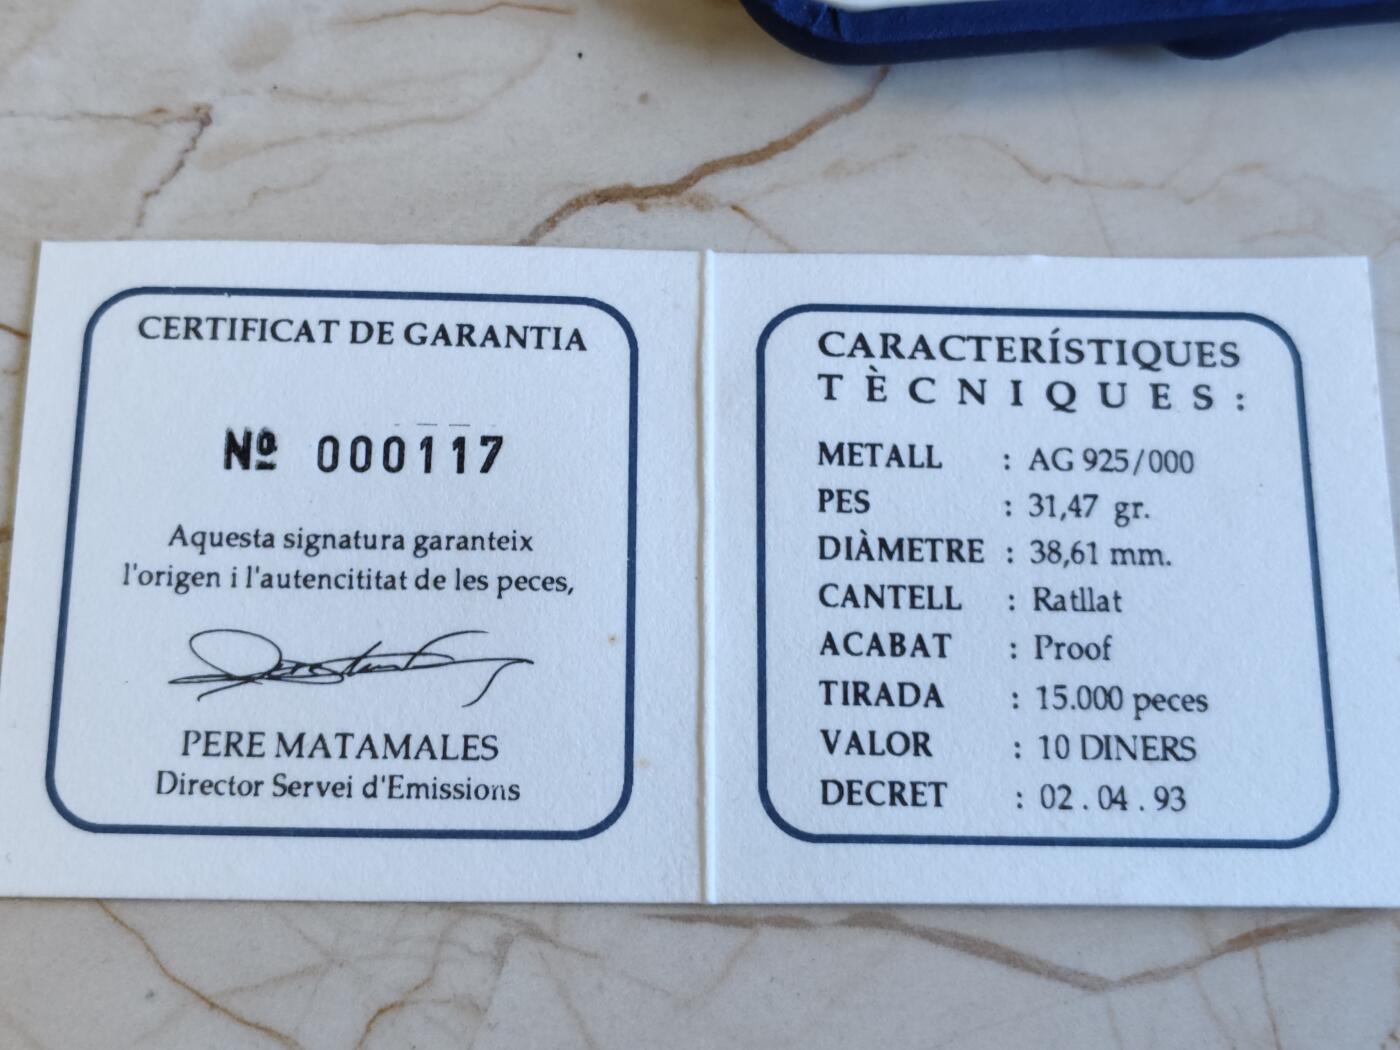 CERTIFICAT DE GARANTIA
Nº 000117
Aquesta signatura garanteix
l'origen i l'autencititat de les peces,
PERE MATAMALES
Director Servei d'Emissions
CARACTERÍSTIQUES
TÈCNIQUES:
METALL : AG 925/000
PES : 31,47 gr.
DIÀMETRE : 38,61 mm.
CANTELL : Ratllat
ACABAT : Proof
TIRADA : 15.000 peces
VALOR : 10 DINERS
DECRET : 02.04.93